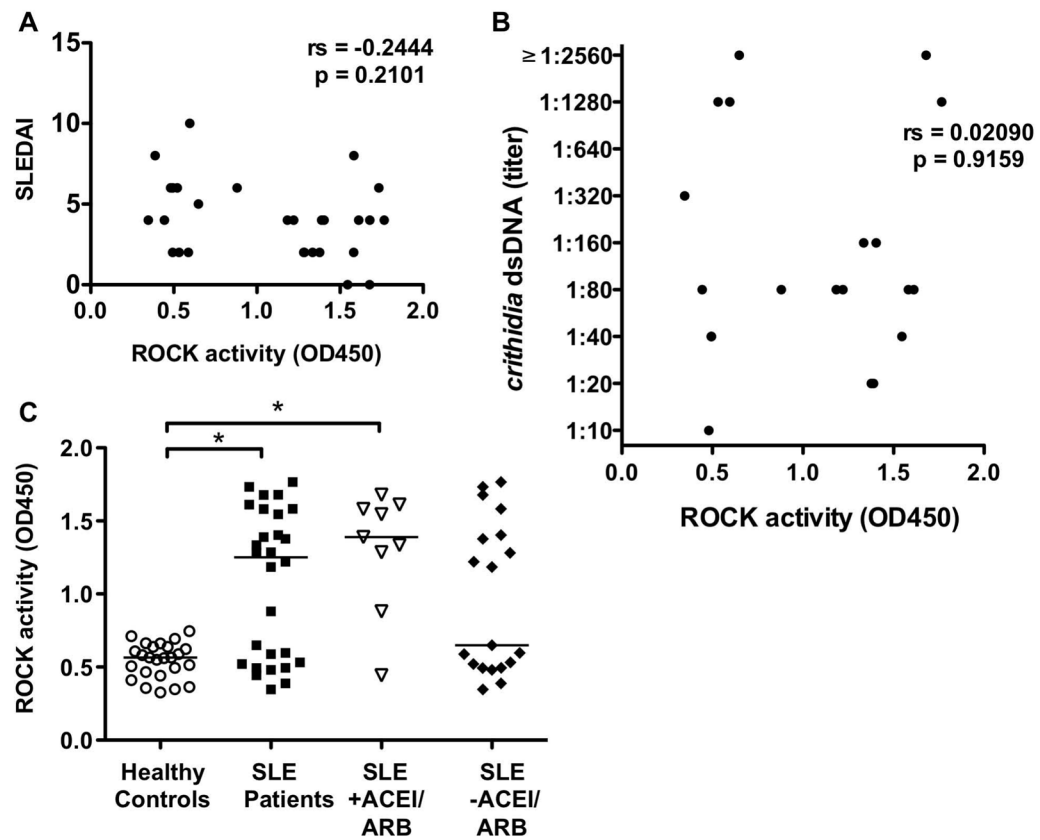 A
15
10
5
0
SLEDAI
rs = -0.2444
p = 0.2101
0.0 0.5 1.0 1.5 2.0
ROCK activity (OD450)
B
≥ 1:2560
1:1280
1:640
1:320
1:160
1:80
1:40
1:20
1:10
crithidia dsDNA (titer)
rs = 0.02090
p = 0.9159
0.0 0.5 1.0 1.5 2.0
ROCK activity (OD450)
C
*
*
2.0
1.5
1.0
0.5
0.0
ROCK activity (OD450)
Healthy
Controls
SLE
Patients
SLE
+ACEI/
ARB
SLE
-ACEI/
ARB